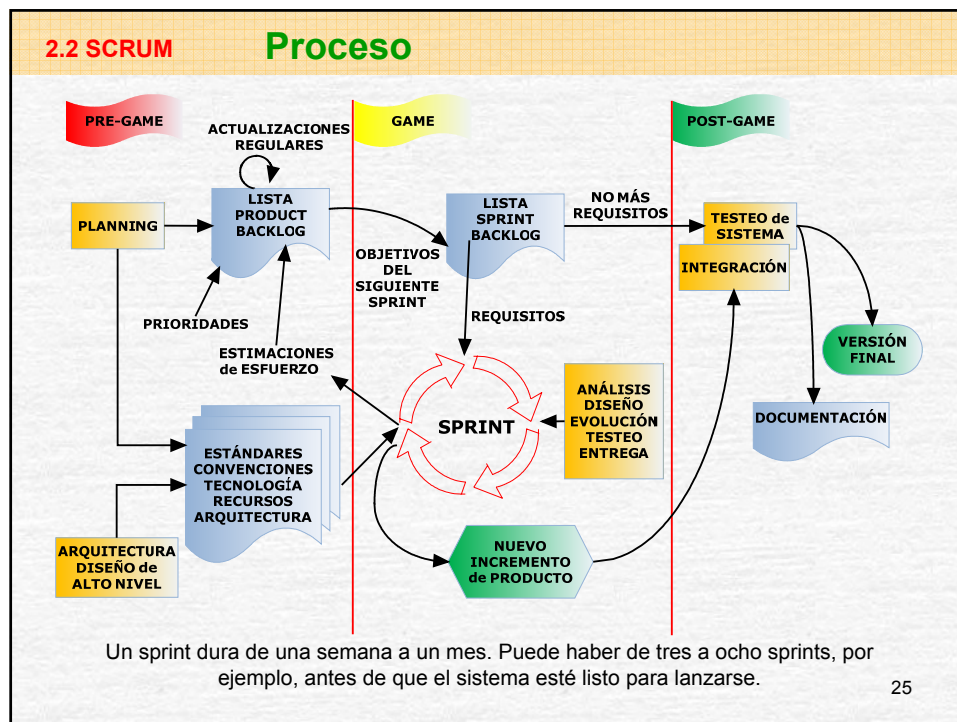 2.2 SCRUM
Proceso
PRE-GAME
GAME
POST-GAME
ACTUALIZACIONES
REGULARES
LISTA
PRODUCT
BACKLOG
PLANNING
PRIORIDADES
ESTIMACIONES
de ESFUERZO
ESTÁNDARES
CONVENCIONES
TECNOLOGÍA
RECURSOS
ARQUITECTURA
ARQUITECTURA
DISEÑO de
ALTO NIVEL
OBJETIVOS
DEL
SIGUIENTE
SPRINT
LISTA
SPRINT
BACKLOG
REQUISITOS
SPRINT
ANÁLISIS
DISEÑO
EVOLUCIÓN
TESTEO
ENTREGA
NUEVO
INCREMENTO
de PRODUCTO
NO MÁS
REQUISITOS
TESTEO de
SISTEMA
INTEGRACIÓN
VERSIÓN
FINAL
DOCUMENTACIÓN
Un sprint dura de una semana a un mes. Puede haber de tres a ocho sprints, por
ejemplo, antes de que el sistema esté listo para lanzarse.
25